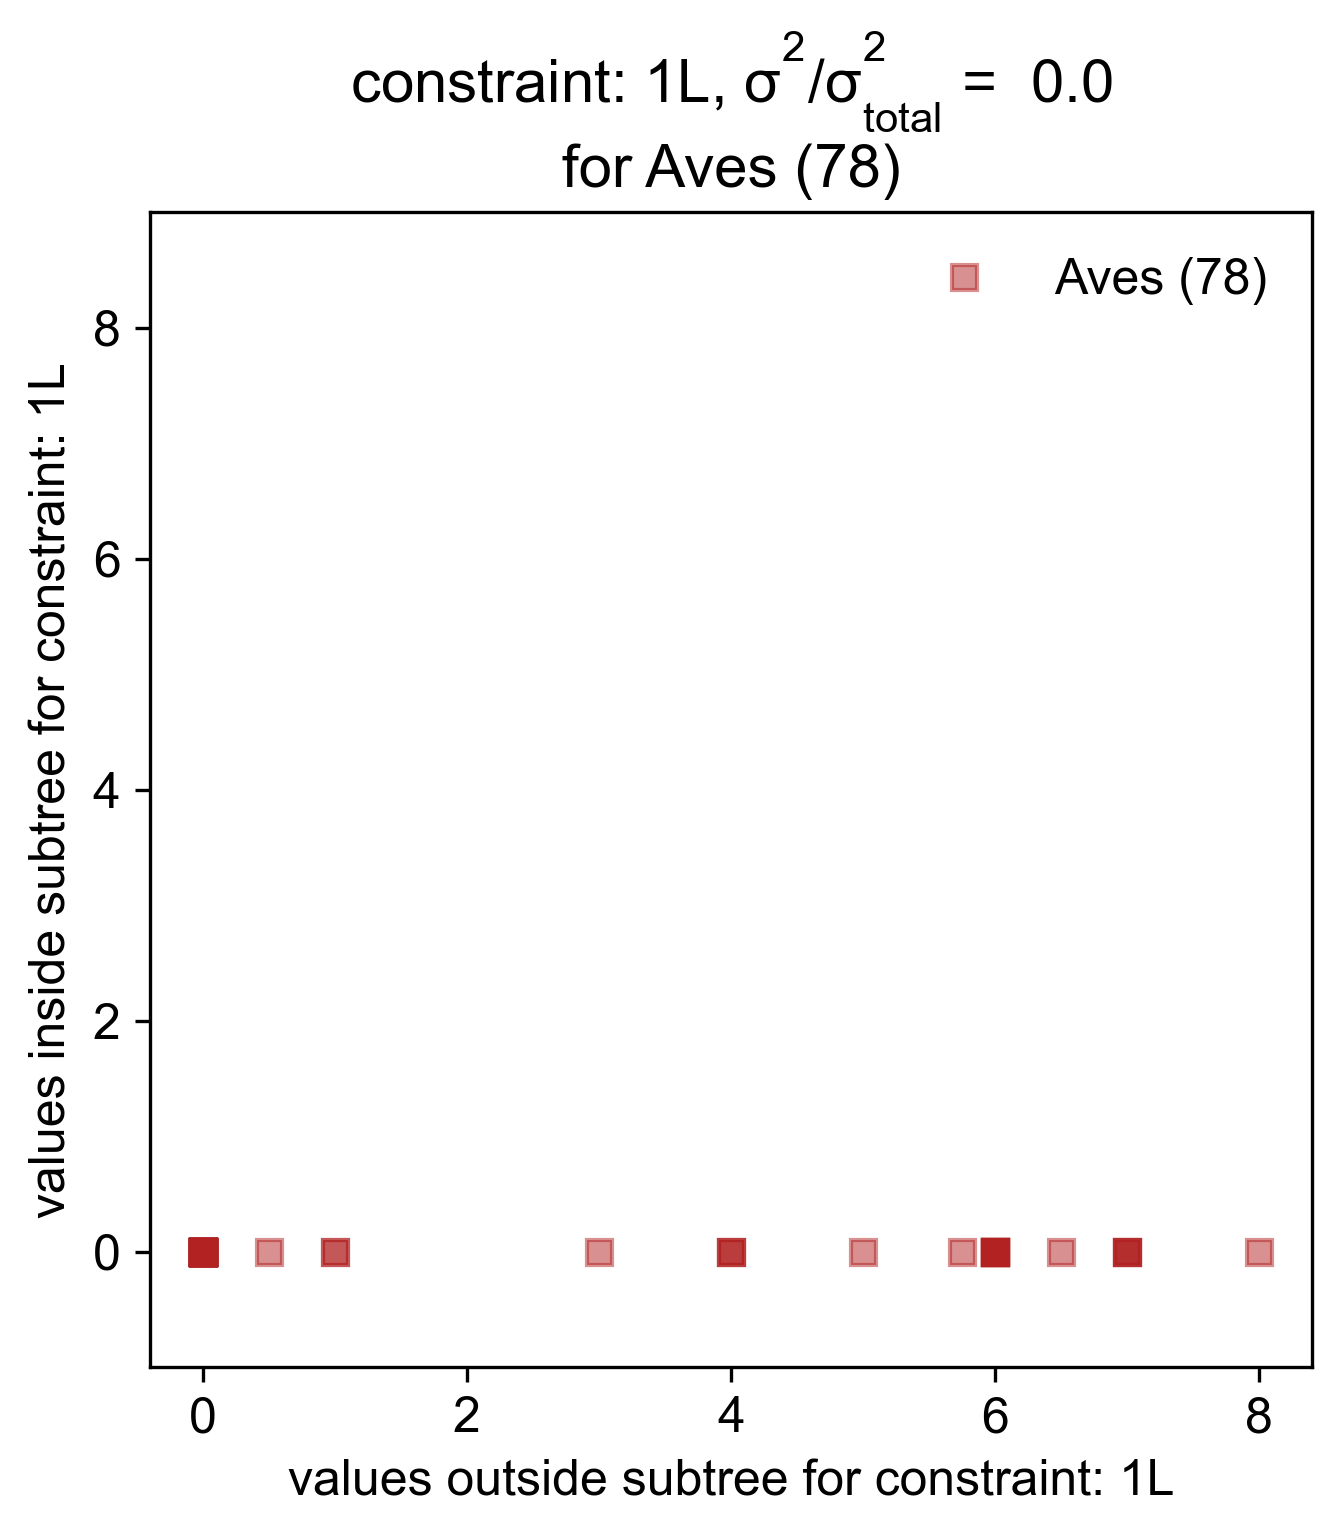 constraint: 1L, σ²/σ²total = 0.0
for Aves (78)
Aves (78)
8
6
4
2
0
values inside subtree for constraint: 1L
0 2 4 6 8
values outside subtree for constraint: 1L